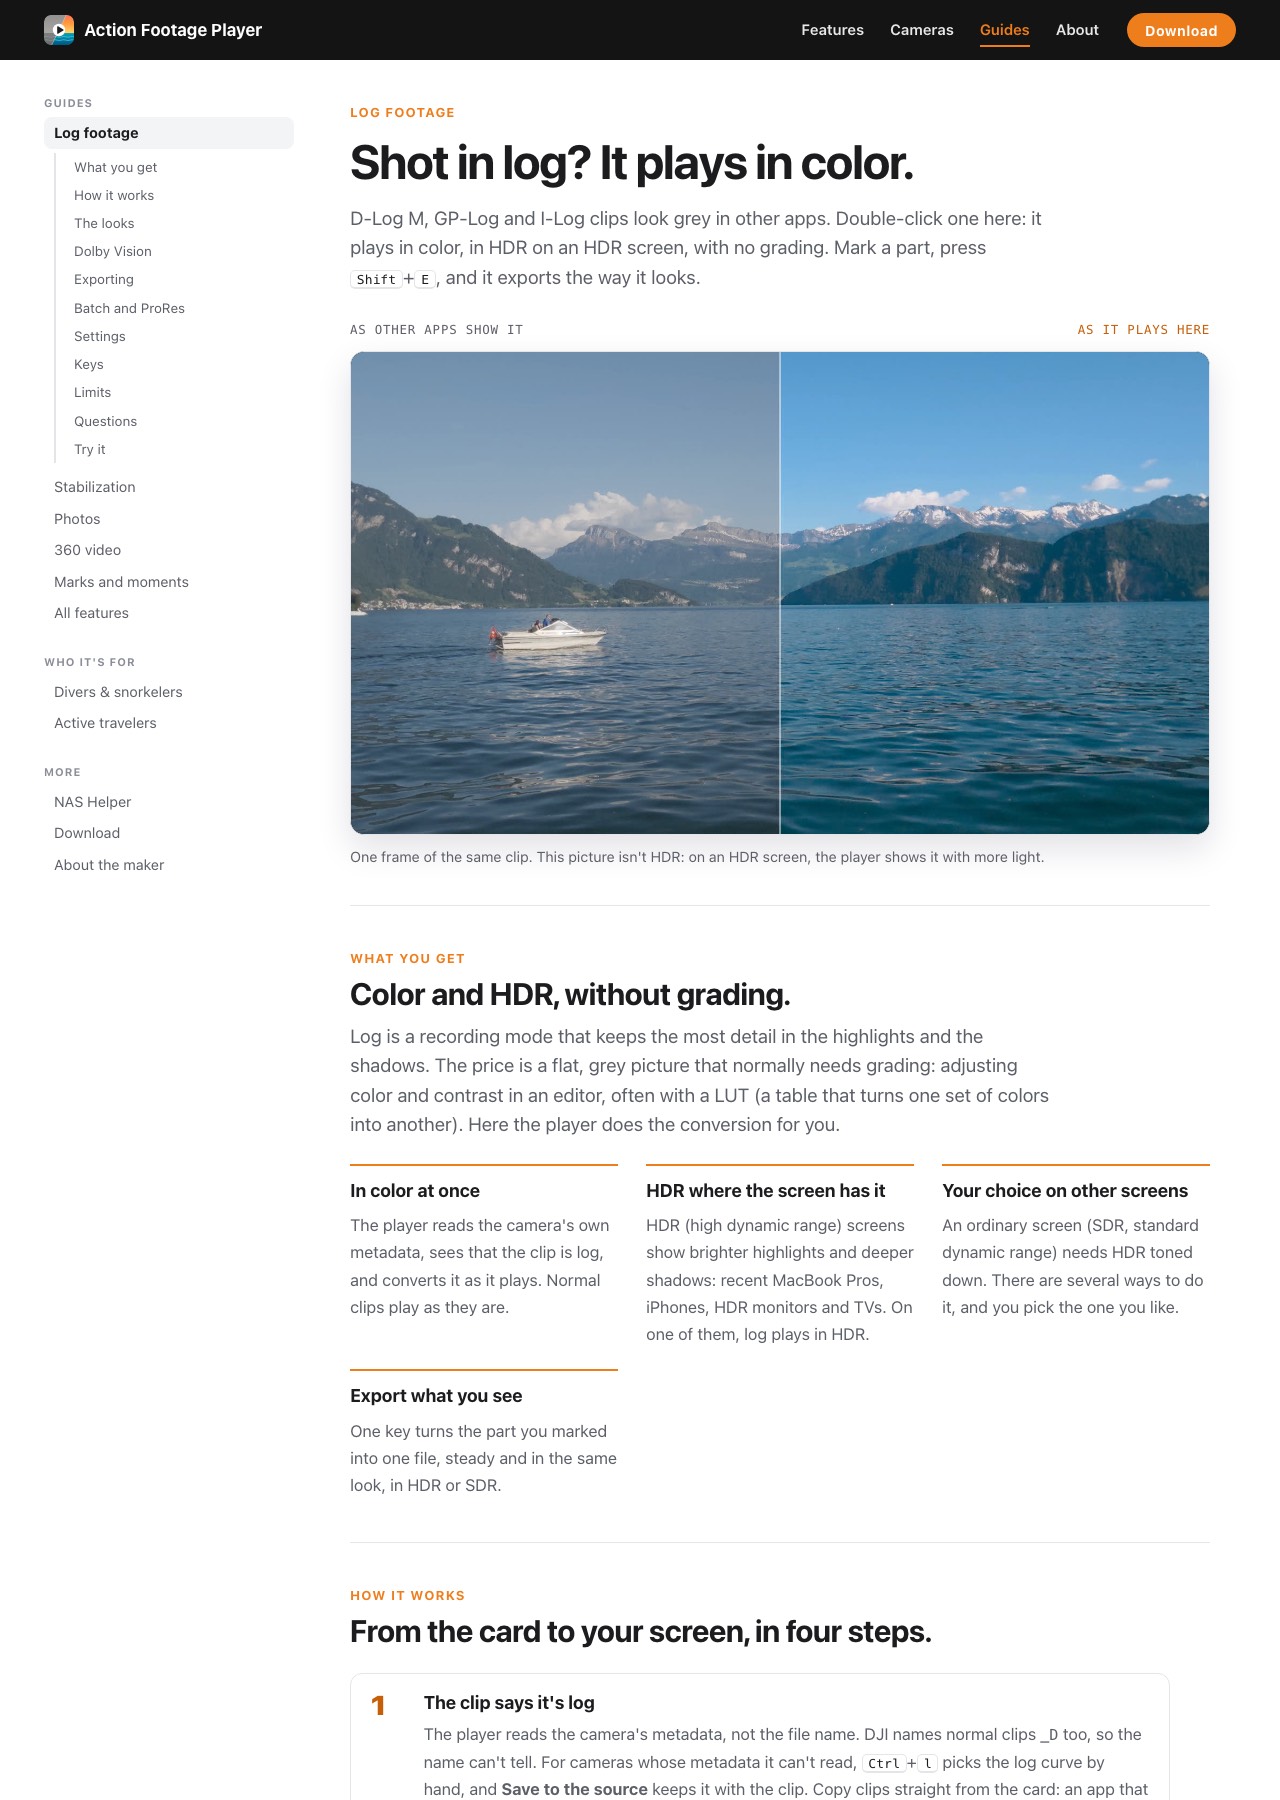 Action Footage Player
Features
Cameras
Guides
About
Download
GUIDES
Log footage
What you get
How it works
The looks
Dolby Vision
Exporting
Batch and ProRes
Settings
Keys
Limits
Questions
Try it
Stabilization
Photos
360 video
Marks and moments
All features
WHO IT'S FOR
Divers & snorkelers
Active travelers
MORE
NAS Helper
Download
About the maker
LOG FOOTAGE
Shot in log? It plays in color.
D-Log M, GP-Log and I-Log clips look grey in other apps. Double-click one here: it
plays in color, in HDR on an HDR screen, with no grading. Mark a part, press
Shift+E, and it exports the way it looks.
AS OTHER APPS SHOW IT
AS IT PLAYS HERE
One frame of the same clip. This picture isn't HDR: on an HDR screen, the player shows it with more light.
WHAT YOU GET
Color and HDR, without grading.
Log is a recording mode that keeps the most detail in the highlights and the
shadows. The price is a flat, grey picture that normally needs grading: adjusting
color and contrast in an editor, often with a LUT (a table that turns one set of colors
into another). Here the player does the conversion for you.
In color at once
The player reads the camera's own
metadata, sees that the clip is log,
and converts it as it plays. Normal
clips play as they are.
HDR where the screen has it
HDR (high dynamic range) screens
show brighter highlights and deeper
shadows: recent MacBook Pros,
iPhones, HDR monitors and TVs. On
one of them, log plays in HDR.
Your choice on other screens
An ordinary screen (SDR, standard
dynamic range) needs HDR toned
down. There are several ways to do
it, and you pick the one you like.
Export what you see
One key turns the part you marked
into one file, steady and in the same
look, in HDR or SDR.
HOW IT WORKS
From the card to your screen, in four steps.
1
The clip says it's log
The player reads the camera's metadata, not the file name. DJI names normal clips _D too, so the
name can't tell. For cameras whose metadata it can't read, Ctrl+l picks the log curve by
hand, and Save to the source keeps it with the clip. Copy clips straight from the card: an app that